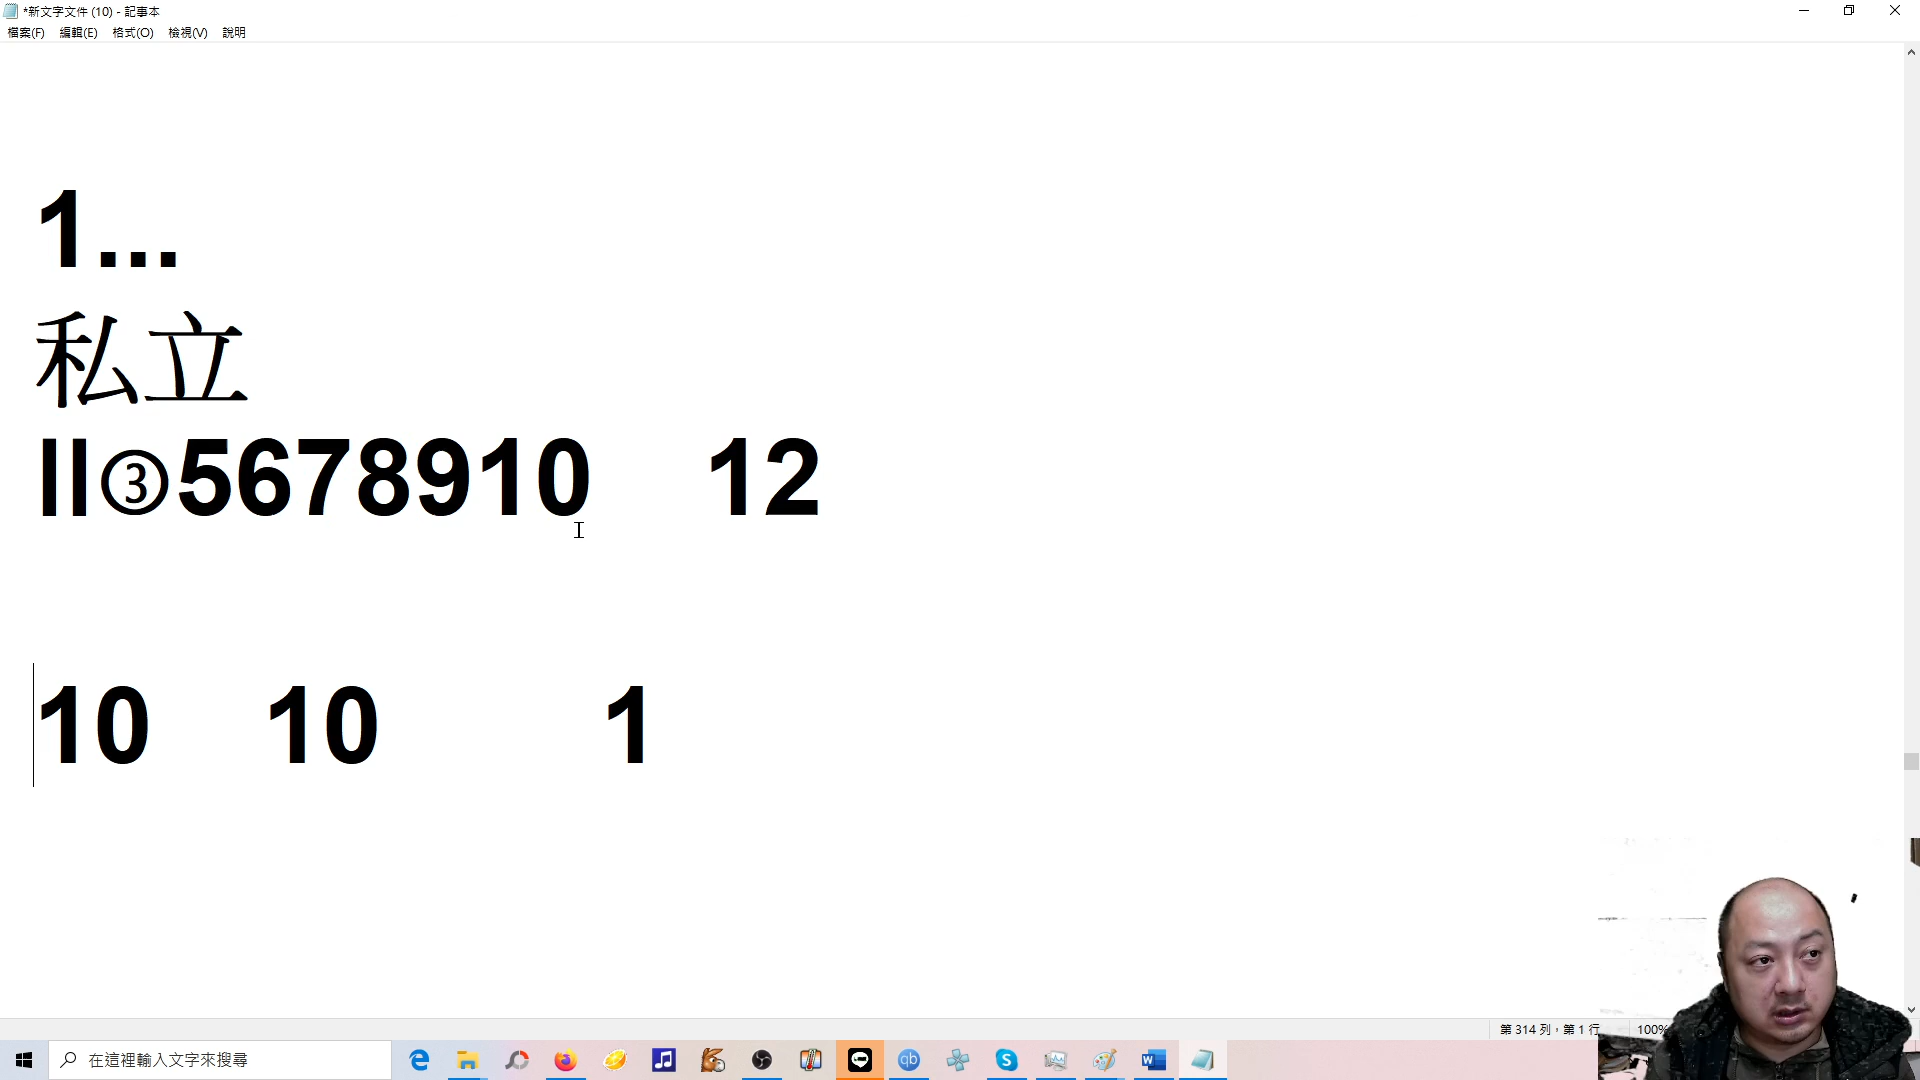 *新文字文件 (10) - 記事本
檔案(F) 編輯(E) 格式(O) 檢視(V) 說明
1...
私立
||③5678910 12
10 10 1
第 314 列，第 1 行 100%
在這裡輸入文字來搜尋